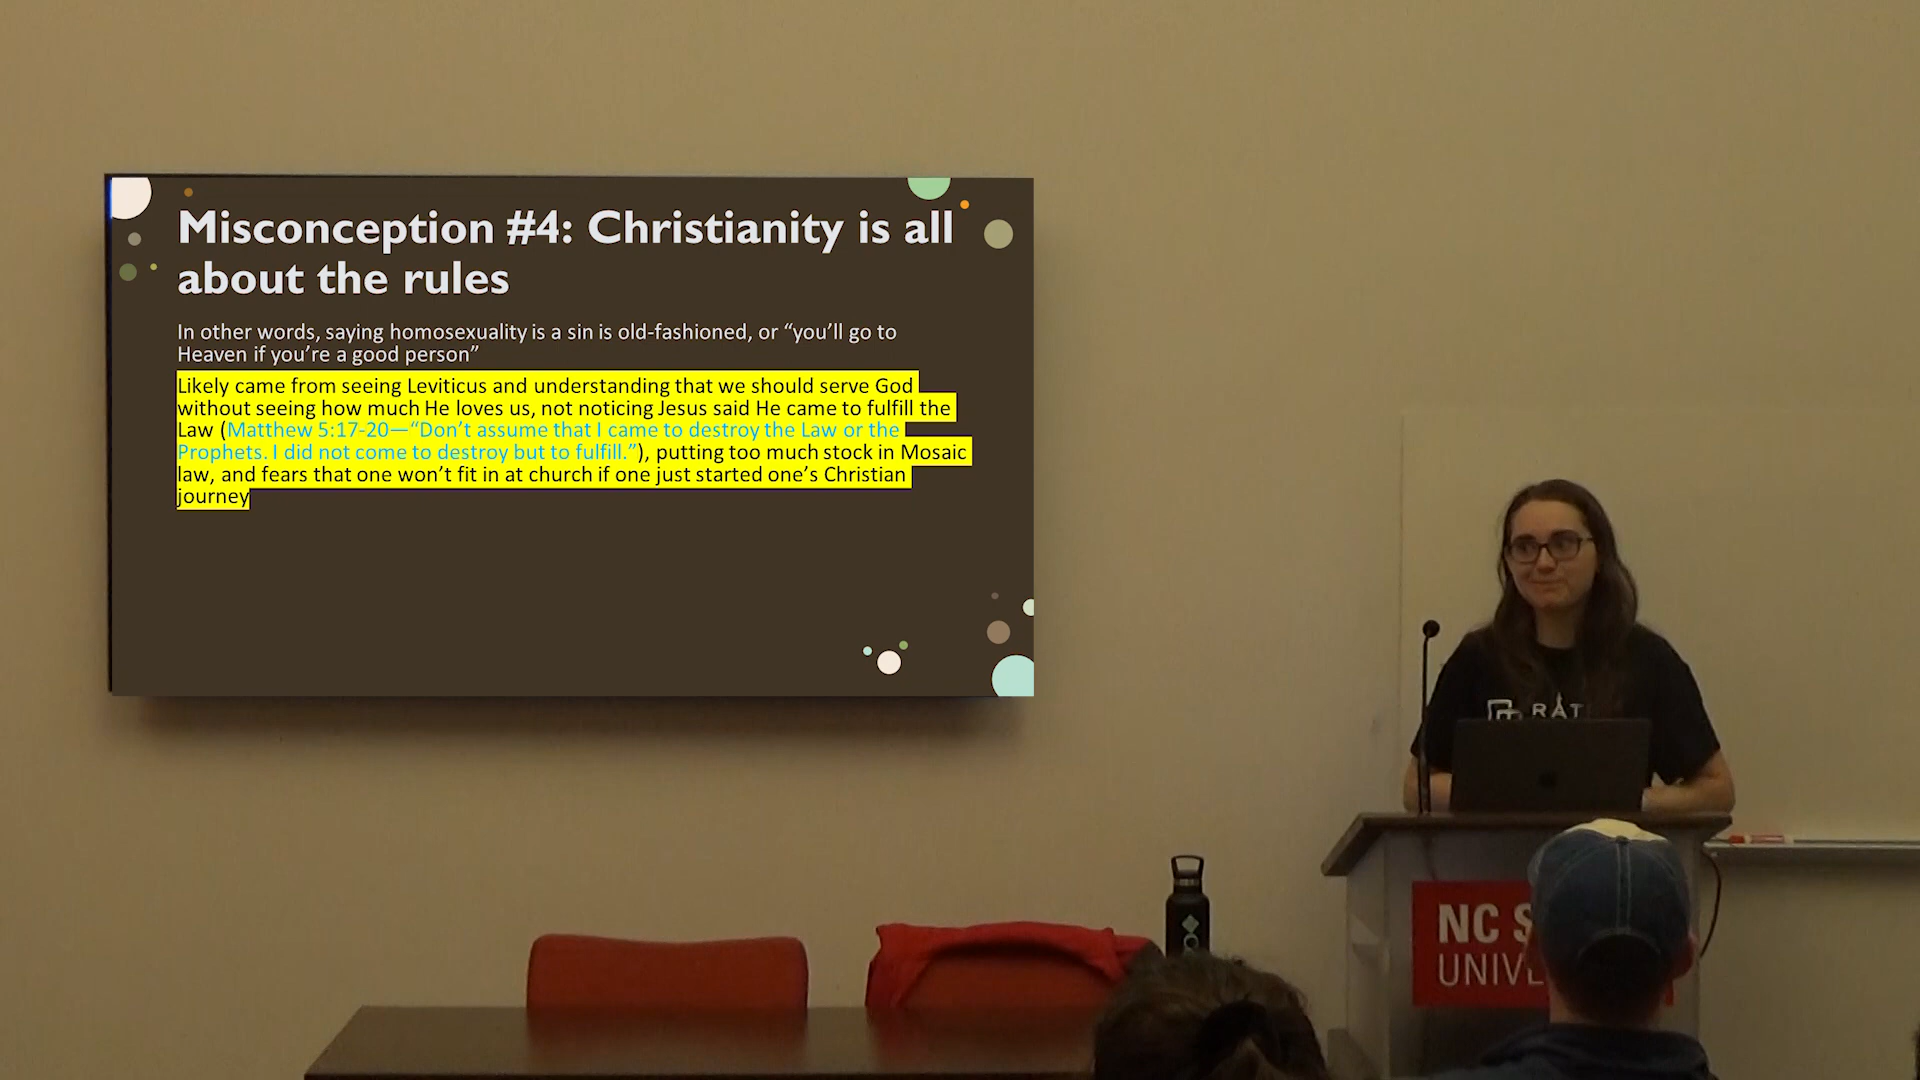 Misconception #4: Christianity is all
about the rules
In other words, saying homosexuality is a sin is old-fashioned, or “you’ll go to
Heaven if you’re a good person”
Likely came from seeing Leviticus and understanding that we should serve God
without seeing how much He loves us, not noticing Jesus said He came to fulfill the
Law (Matthew 5:17-20—“Don’t assume that I came to destroy the Law or the
Prophets. I did not come to destroy but to fulfill.”), putting too much stock in Mosaic
law, and fears that one won’t fit in at church if one just started one’s Christian
journey
RAT
NC S
UNIVE